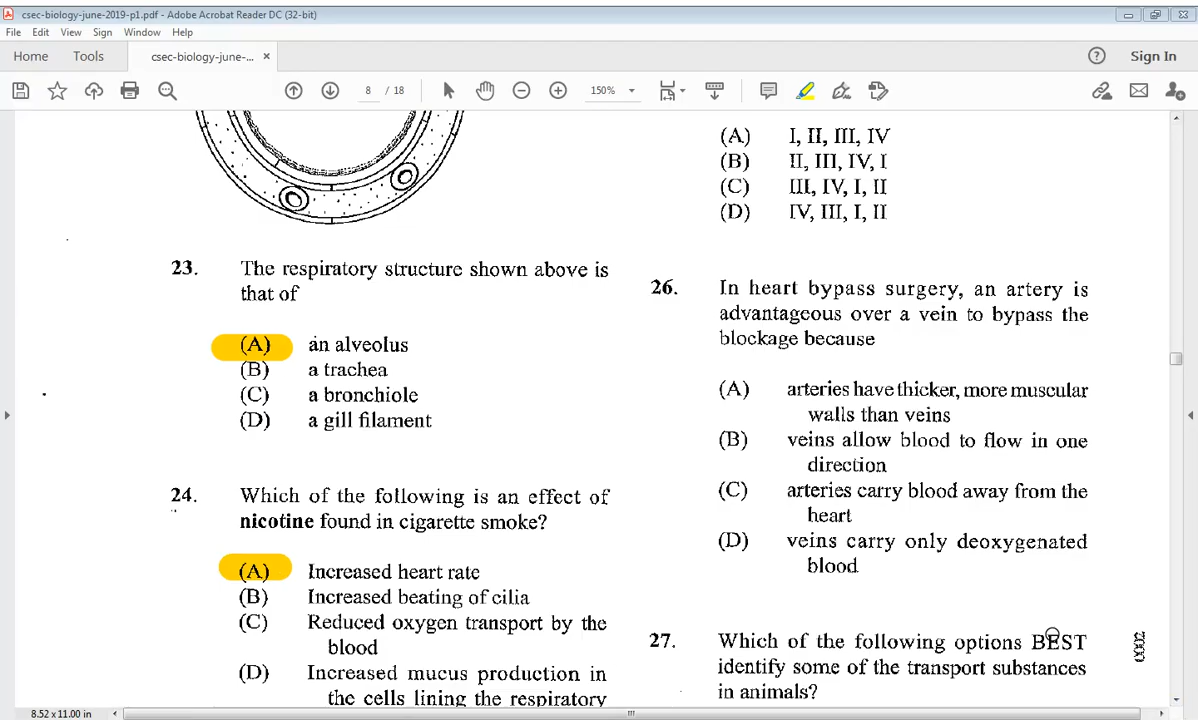 csec-biology-june-2019-p1.pdf - Adobe Acrobat Reader DC (32-bit)
File Edit View Sign Window Help
Home Tools csec-biology-june-... × ? Sign In
8 / 18 150%
23. The respiratory structure shown above is
that of
(A) an alveolus
(B) a trachea
(C) a bronchiole
(D) a gill filament
24. Which of the following is an effect of
nicotine found in cigarette smoke?
(A) Increased heart rate
(B) Increased beating of cilia
(C) Reduced oxygen transport by the
blood
(D) Increased mucus production in
the cells lining the respiratory
(A) I, II, III, IV
(B) II, III, IV, I
(C) III, IV, I, II
(D) IV, III, I, II
26. In heart bypass surgery, an artery is
advantageous over a vein to bypass the
blockage because
(A) arteries have thicker, more muscular
walls than veins
(B) veins allow blood to flow in one
direction
(C) arteries carry blood away from the
heart
(D) veins carry only deoxygenated
blood
27. Which of the following options BEST
identify some of the transport substances
in animals?
0002
8.52 x 11.00 in